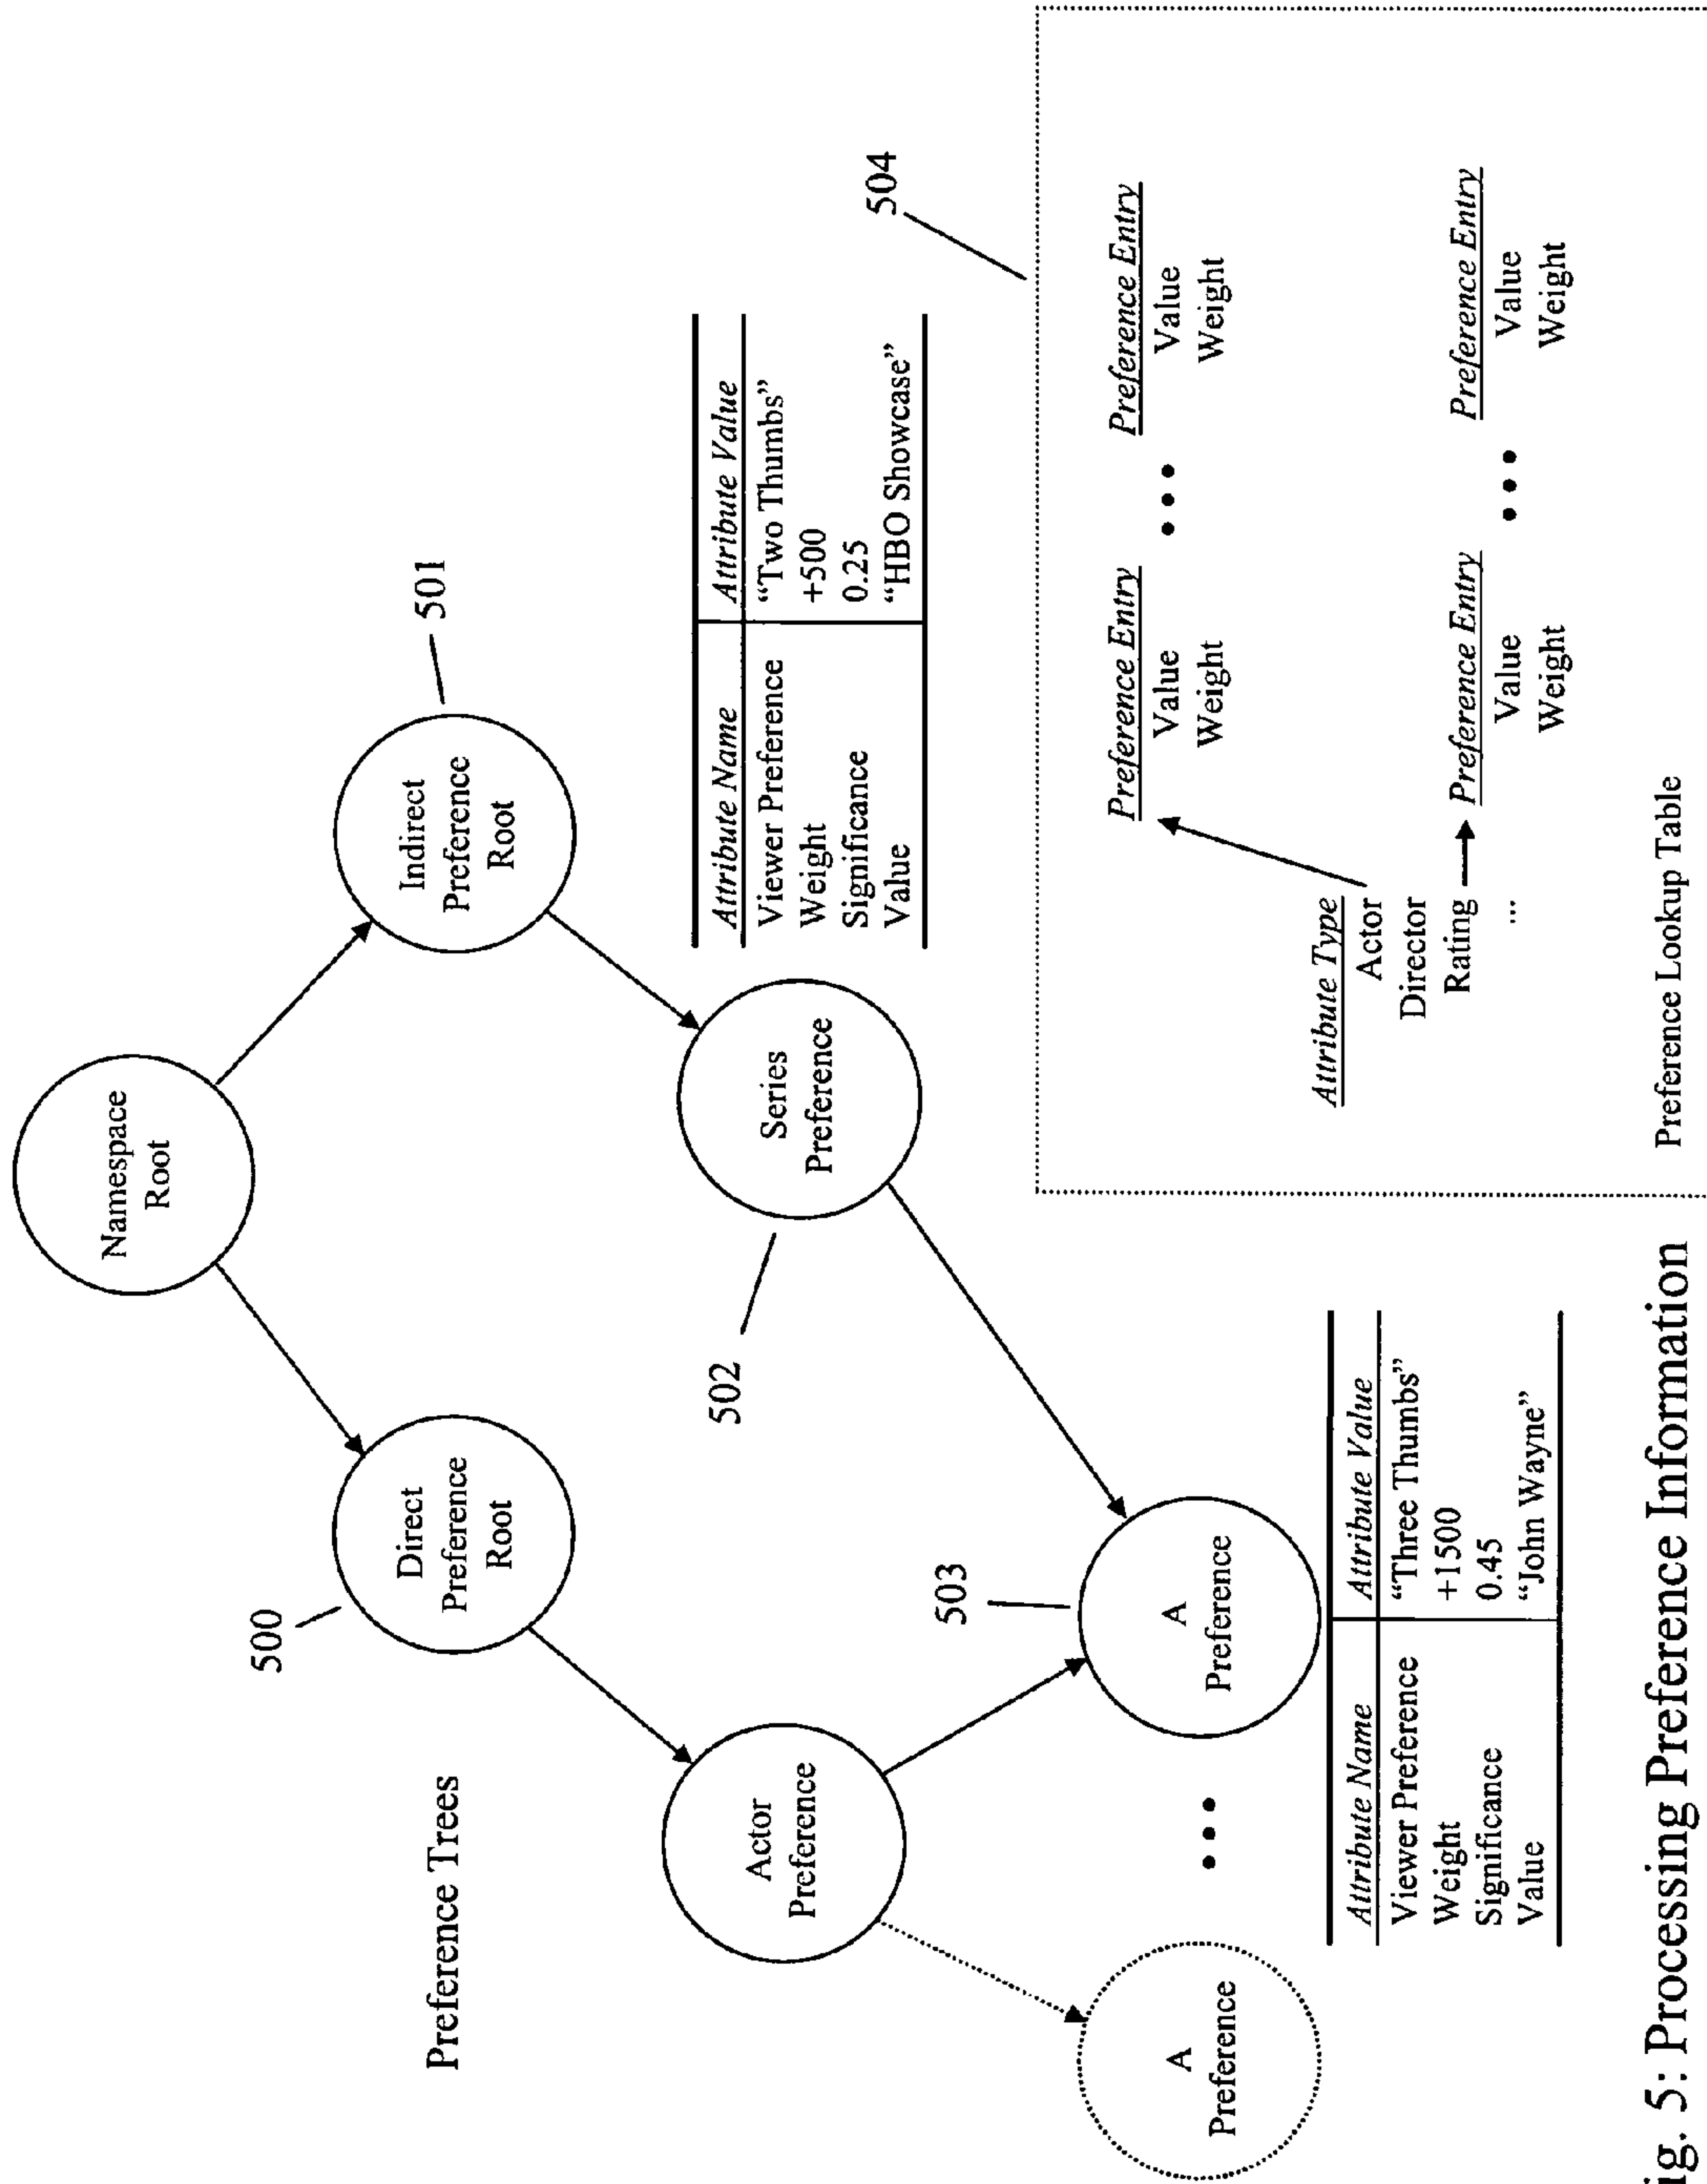 Namespace
Root
Preference Trees
500
Direct
Preference
Root
Indirect
Preference
Root
501
Actor
Preference
502
Series
Preference
Attribute Name Attribute Value
Viewer Preference “Two Thumbs”
Weight +500
Significance 0.25
Value “HBO Showcase”
503
A
Preference
•••
A
Preference
Attribute Name Attribute Value
Viewer Preference “Three Thumbs”
Weight +1500
Significance 0.45
Value “John Wayne”
504
Preference Entry
Value
Weight
•••
Preference Entry
Value
Weight
Attribute Type
Actor
Director
Rating
...
Preference Entry
Value
Weight
•••
Preference Entry
Value
Weight
Preference Lookup Table
ig. 5: Processing Preference Information